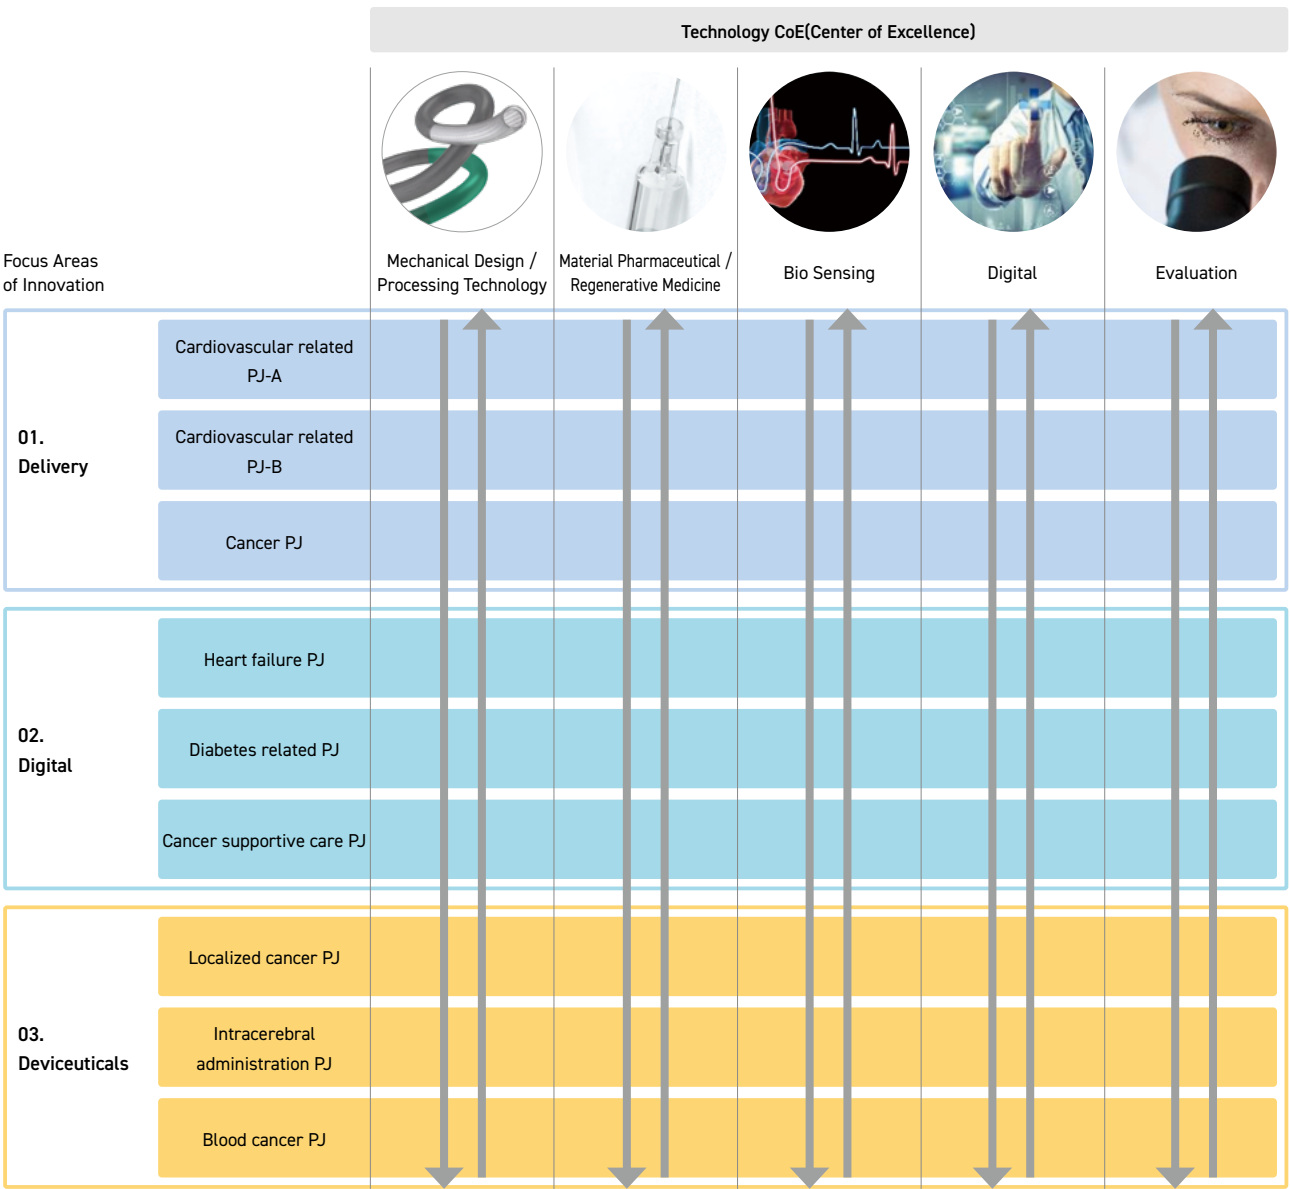 Technology CoE(Center of Excellence)
Focus Areas
of Innovation
Mechanical Design /
Processing Technology
Material Pharmaceutical /
Regenerative Medicine
Bio Sensing
Digital
Evaluation
01.
Delivery
Cardiovascular related
PJ-A
Cardiovascular related
PJ-B
Cancer PJ
02.
Digital
Heart failure PJ
Diabetes related PJ
Cancer supportive care PJ
03.
Deviceuticals
Localized cancer PJ
Intracerebral
administration PJ
Blood cancer PJ